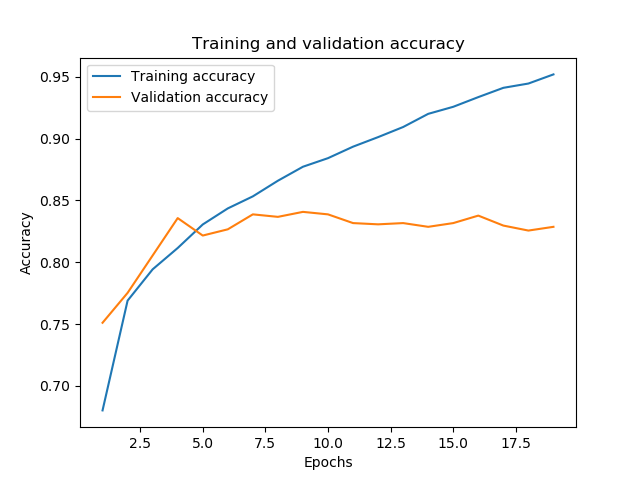 Training and validation accuracy
Training accuracy
Validation accuracy
0.95
0.90
0.85
0.80
0.75
0.70
Accuracy
2.5 5.0 7.5 10.0 12.5 15.0 17.5
Epochs